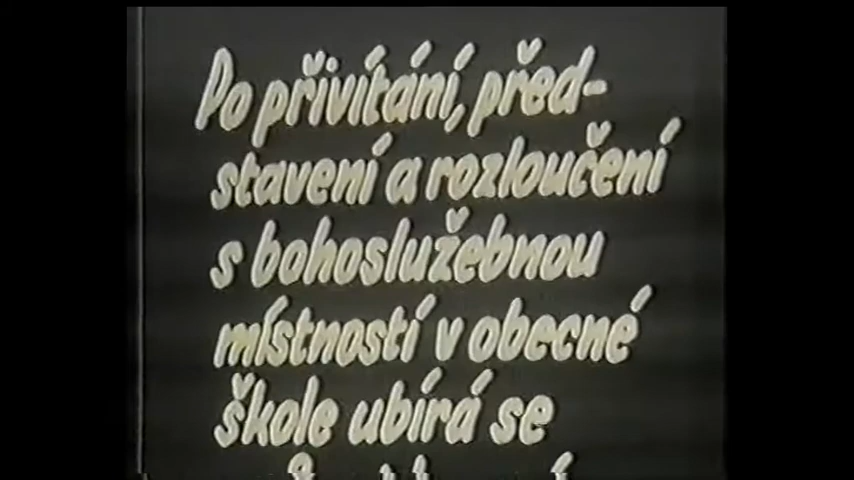 Po přivítání, před-
stavení a rozloučení
s bohoslužebnou
místností v obecné
škole ubírá se